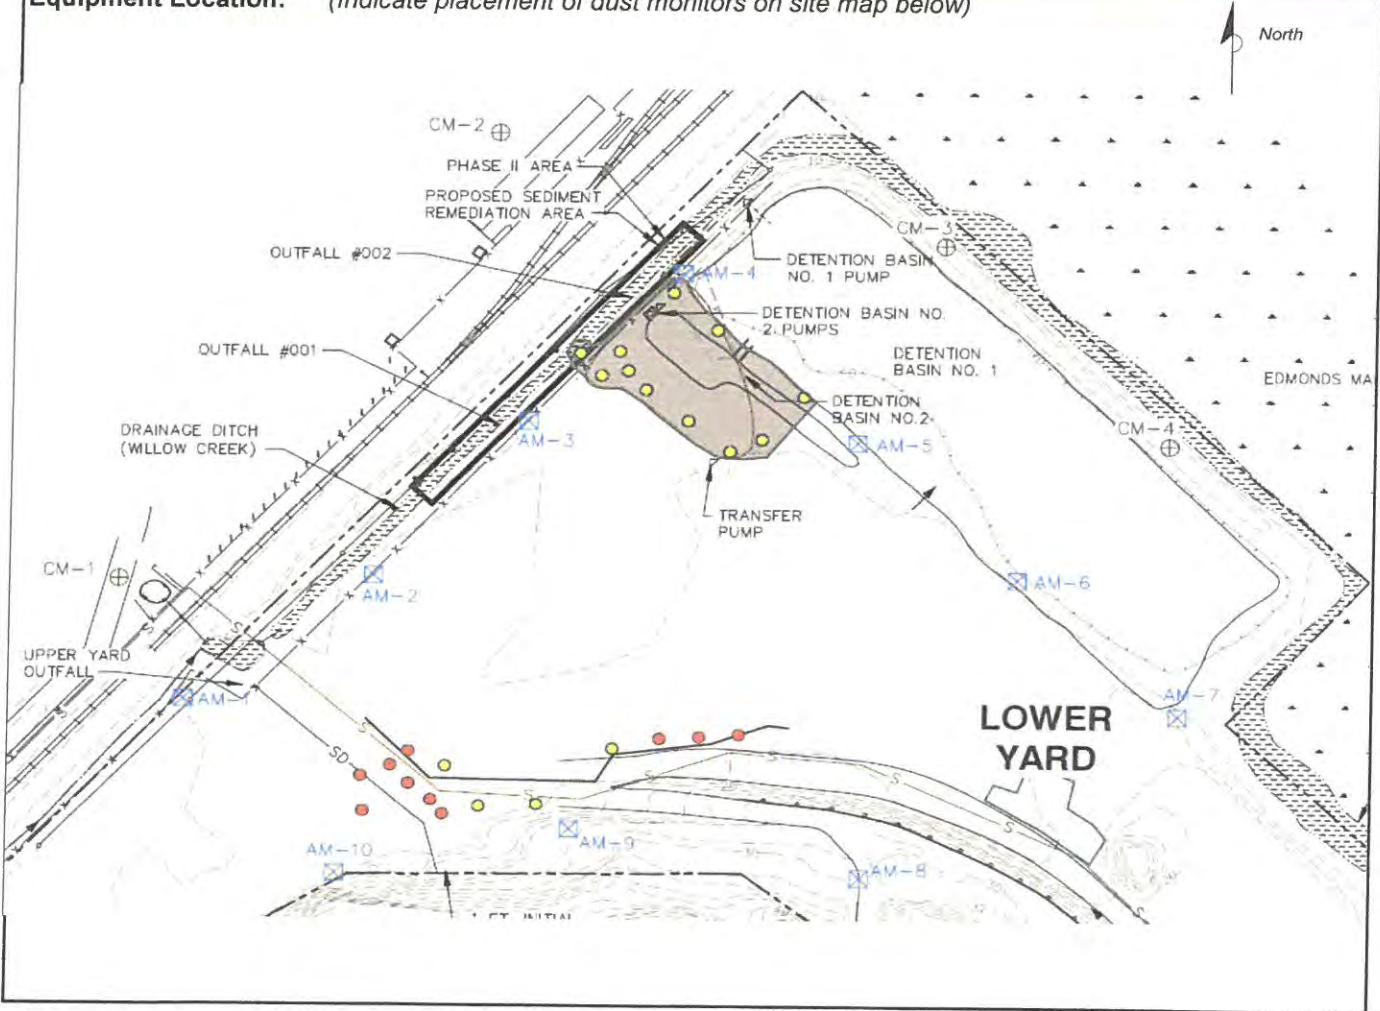 Equipment Location: (Indicate placement of dust monitors on site map below)
North
CM-2
PHASE II AREA
PROPOSED SEDIMENT
REMEDIATION AREA
OUTFALL #002
CM-3
DETENTION BASIN
NO. 1 PUMP
AM-4
DETENTION BASIN NO.
2 PUMPS
OUTFALL #001
DETENTION
BASIN NO. 1
EDMONDS MA
DETENTION
BASIN NO.2
DRAINAGE DITCH
(WILLOW CREEK)
AM-3
AM-5
CM-4
TRANSFER
PUMP
CM-1
AM-2
AM-6
UPPER YARD
OUTFALL
AM-1
AM-7
LOWER
YARD
S
SD
S
S
S
S
S
AM-10
AM-9
AM-8
S